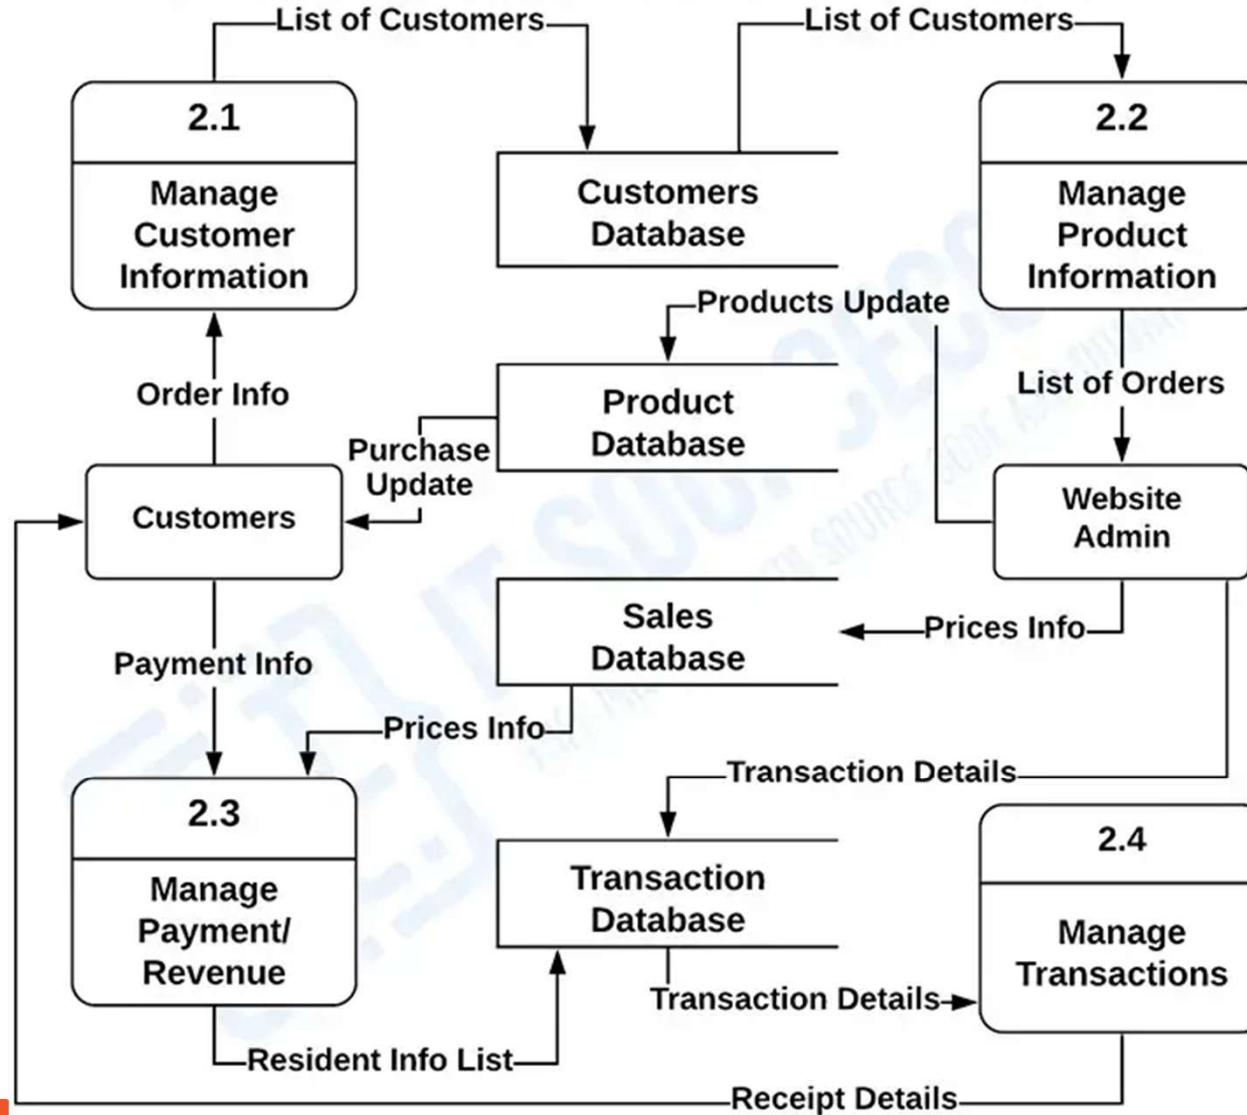 List of Customers
List of Customers
2.1
Manage
Customer
Information
Customers
Database
2.2
Manage
Product
Information
Products Update
Order Info
Product
Database
List of Orders
Purchase
Update
Customers
Website
Admin
Sales
Database
Prices Info
Payment Info
Prices Info
Transaction Details
2.3
Manage
Payment/
Revenue
Transaction
Database
2.4
Manage
Transactions
Transaction Details
Resident Info List
Receipt Details